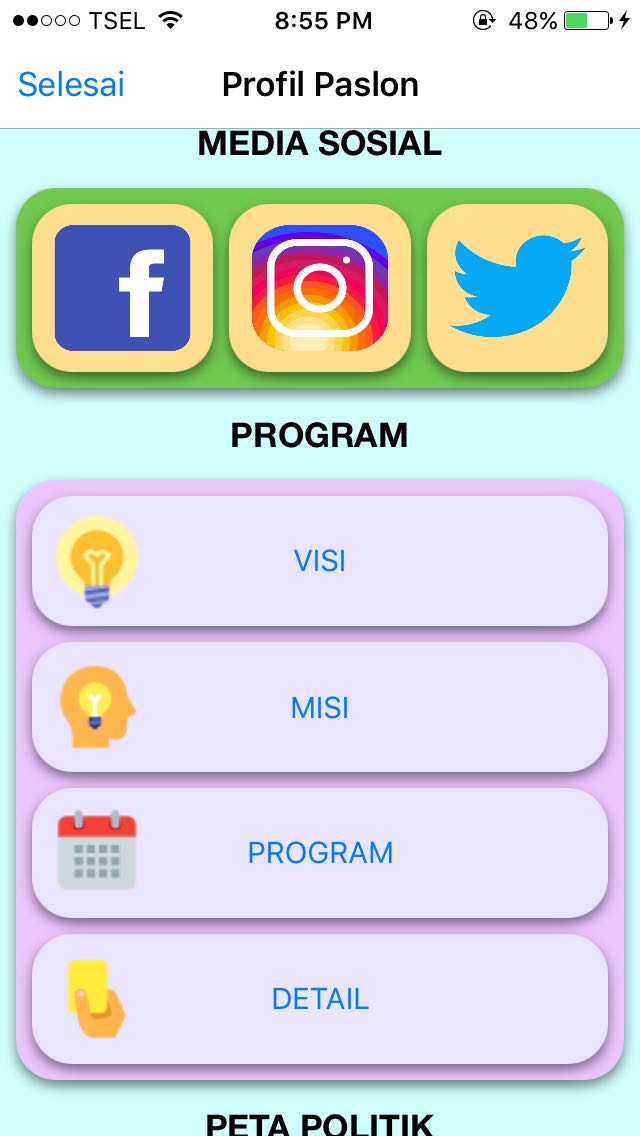 TSEL 8:55 PM 48%
Selesai Profil Paslon
MEDIA SOSIAL
PROGRAM
VISI
MISI
PROGRAM
DETAIL
PETA POLITIK